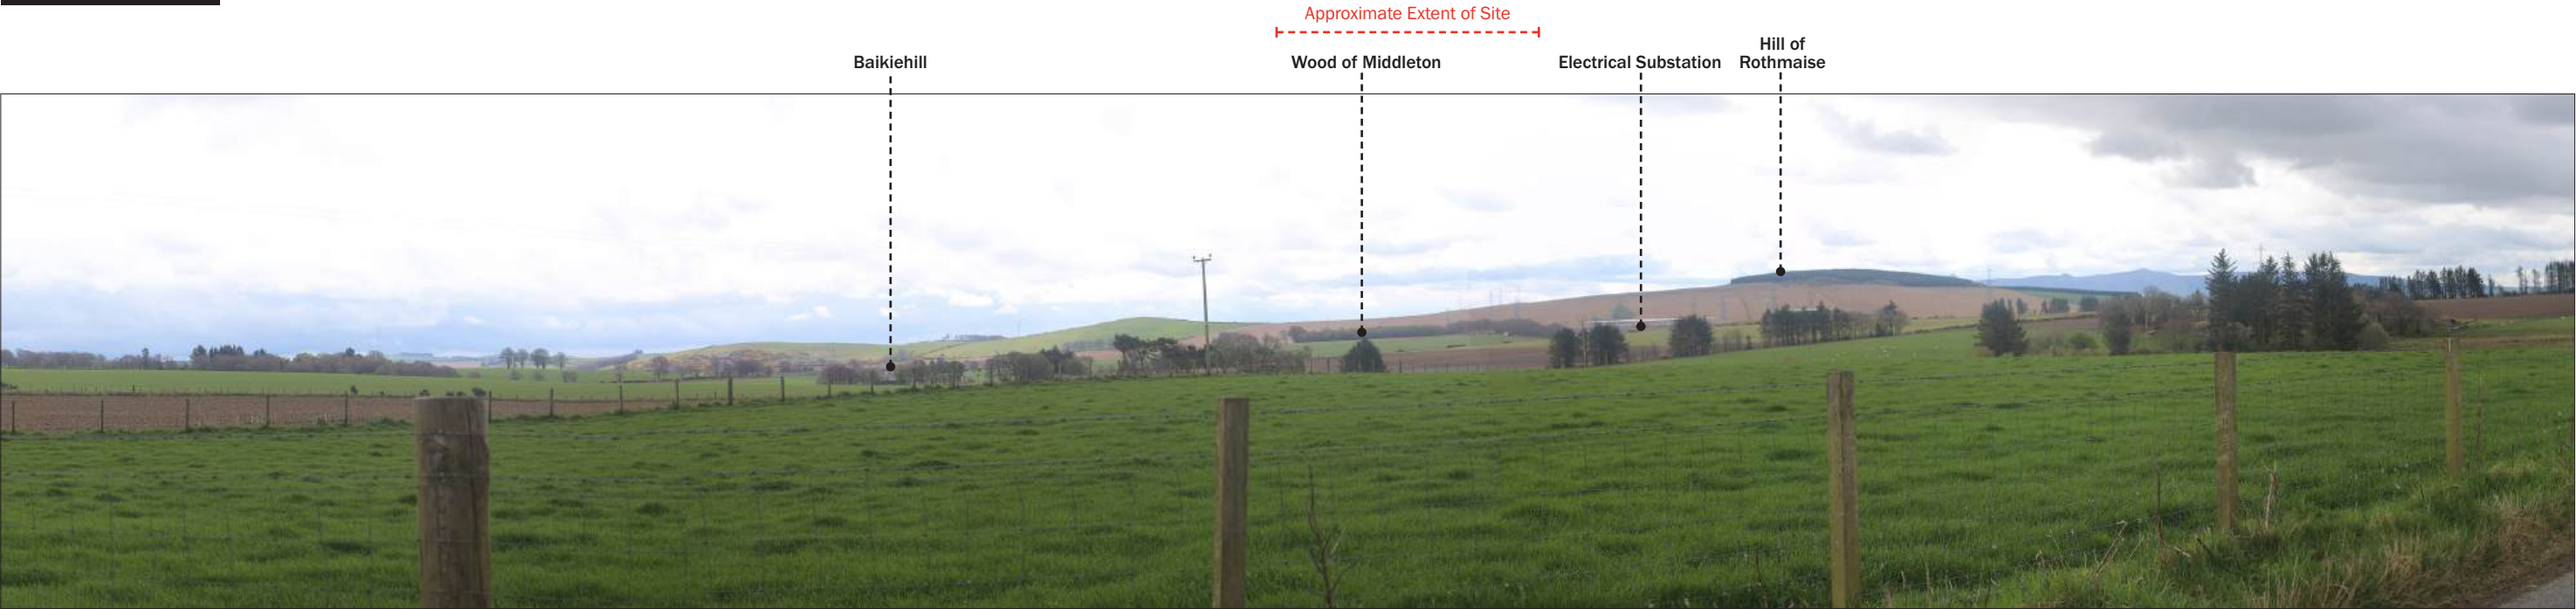 Approximate Extent of Site
Baikiehill
Wood of Middleton
Electrical Substation
Hill of
Rothmaise